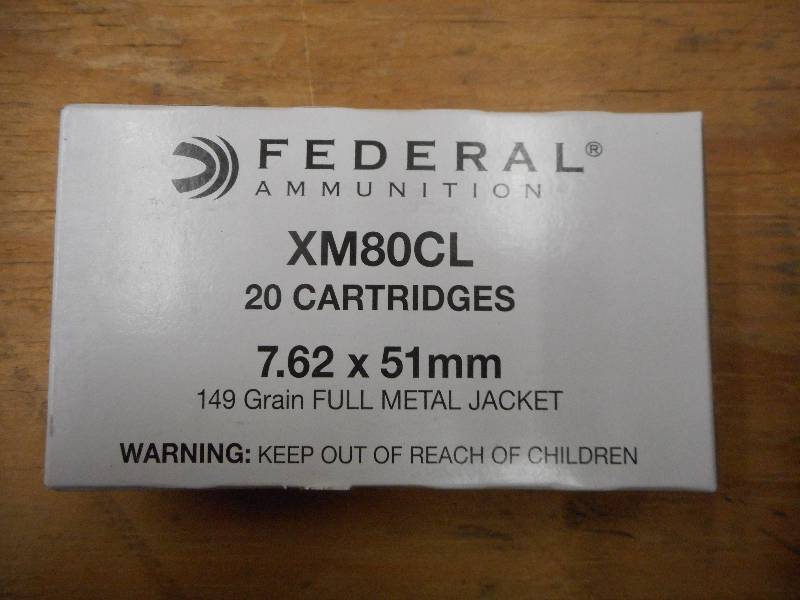 FEDERAL®
AMMUNITION
XM80CL
20 CARTRIDGES
7.62 x 51mm
149 Grain FULL METAL JACKET
WARNING: KEEP OUT OF REACH OF CHILDREN